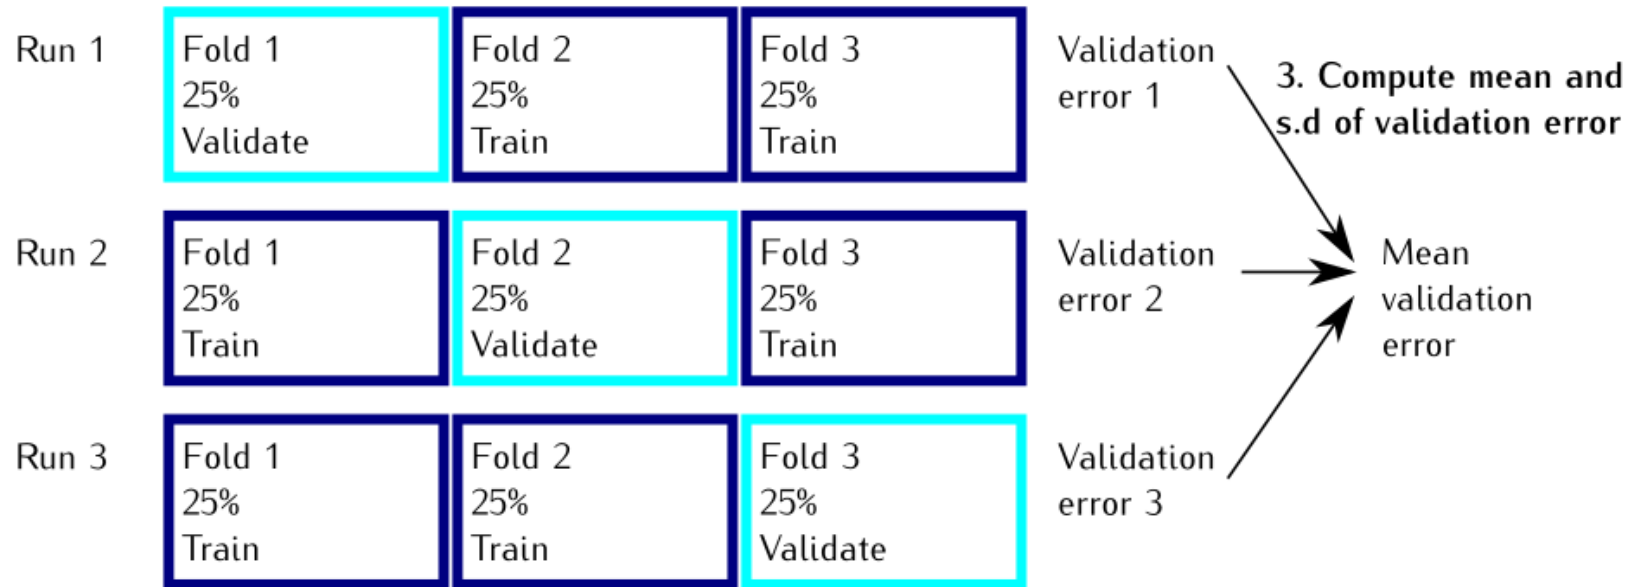 Run 1
Fold 1
25%
Validate
Fold 2
25%
Train
Fold 3
25%
Train
Validation
error 1
3. Compute mean and
s.d of validation error
Run 2
Fold 1
25%
Train
Fold 2
25%
Validate
Fold 3
25%
Train
Validation
error 2
Mean
validation
error
Run 3
Fold 1
25%
Train
Fold 2
25%
Train
Fold 3
25%
Validate
Validation
error 3